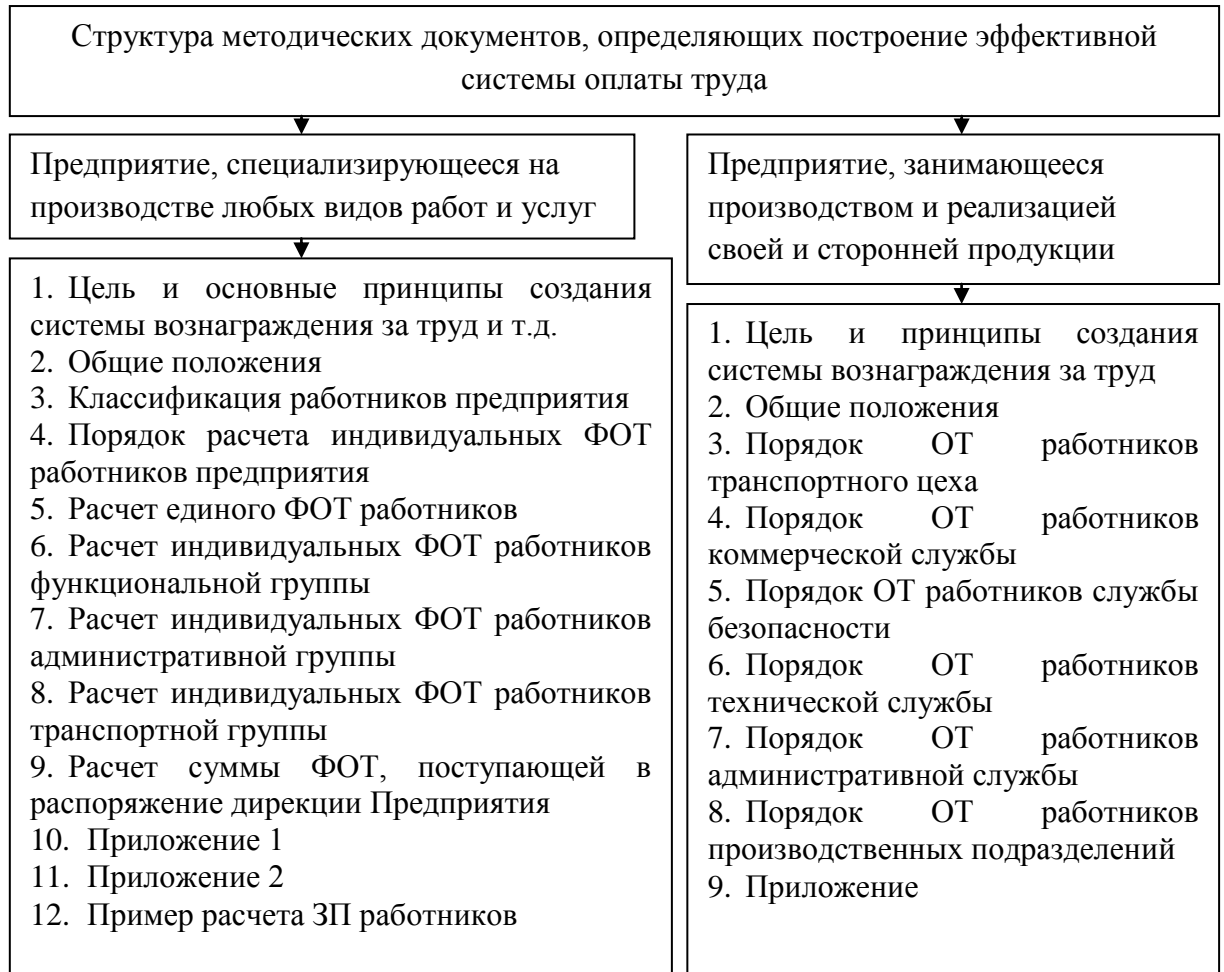 Структура методических документов, определяющих построение эффективной
системы оплаты труда
Предприятие, специализирующееся на
производстве любых видов работ и услуг
1. Цель и основные принципы создания
системы вознаграждения за труд и т.д.
2. Общие положения
3. Классификация работников предприятия
4. Порядок расчета индивидуальных ФОТ
работников предприятия
5. Расчет единого ФОТ работников
6. Расчет индивидуальных ФОТ работников
функциональной группы
7. Расчет индивидуальных ФОТ работников
административной группы
8. Расчет индивидуальных ФОТ работников
транспортной группы
9. Расчет суммы ФОТ, поступающей в
распоряжение дирекции Предприятия
10. Приложение 1
11. Приложение 2
12. Пример расчета ЗП работников
Предприятие, занимающееся
производством и реализацией
своей и сторонней продукции
1. Цель и принципы создания
системы вознаграждения за труд
2. Общие положения
3. Порядок ОТ работников
транспортного цеха
4. Порядок ОТ работников
коммерческой службы
5. Порядок ОТ работников службы
безопасности
6. Порядок ОТ работников
технической службы
7. Порядок ОТ работников
административной службы
8. Порядок ОТ работников
производственных подразделений
9. Приложение